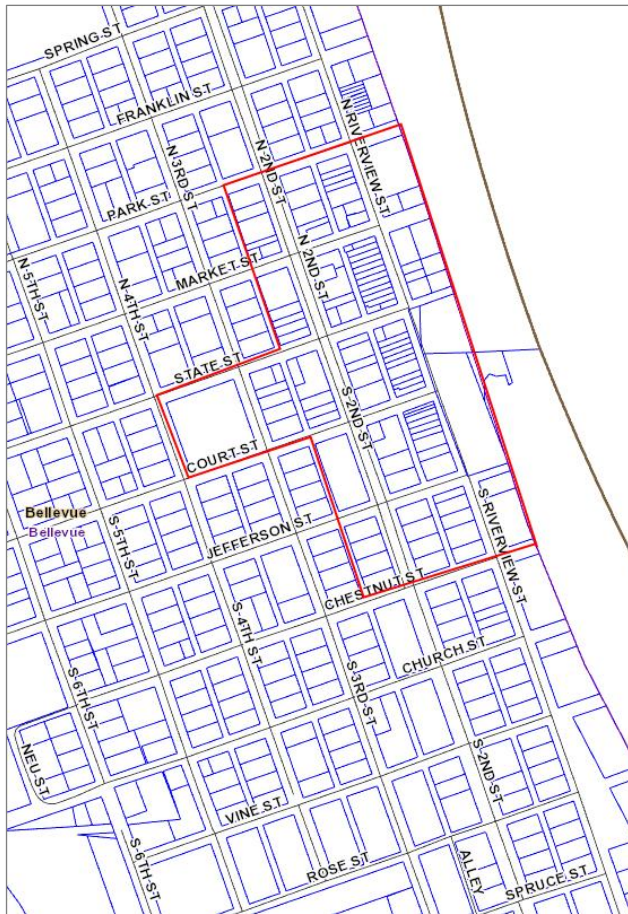 SPRING ST
FRANKLIN ST
N RIVERVIEW ST
N 3RD ST
N 2ND ST
PARK ST
N 2ND ST
MARKET ST
N 5TH ST
N 4TH ST
STATE ST
S 2ND ST
COURT ST
S RIVERVIEW ST
Bellevue
Bellevue
JEFFERSON ST
S 5TH ST
CHESTNUT ST
S 4TH ST
CHURCH ST
S 3RD ST
S 6TH ST
NEU ST
S 2ND ST
VINE ST
S 6TH ST
ROSE ST
ALLEY
SPRUCE ST